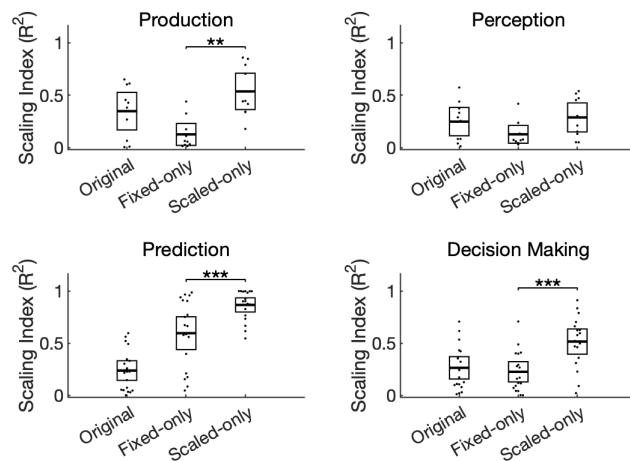 Production
Scaling Index (R²)
1
0.5
0
**
Original
Fixed-only
Scaled-only
Perception
Scaling Index (R²)
1
0.5
0
Original
Fixed-only
Scaled-only
Prediction
Scaling Index (R²)
1
0.5
0
***
Original
Fixed-only
Scaled-only
Decision Making
Scaling Index (R²)
1
0.5
0
***
Original
Fixed-only
Scaled-only